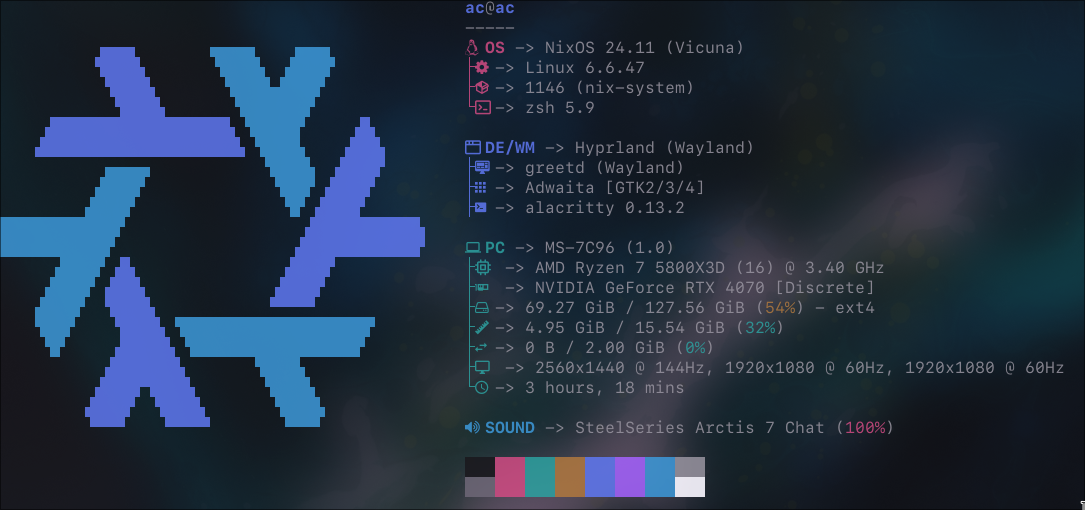 ac@ac
-----
OS -> NixOS 24.11 (Vicuna)
-> Linux 6.6.47
-> 1146 (nix-system)
-> zsh 5.9
DE/WM -> Hyprland (Wayland)
-> greetd (Wayland)
-> Adwaita [GTK2/3/4]
-> alacritty 0.13.2
PC -> MS-7C96 (1.0)
-> AMD Ryzen 7 5800X3D (16) @ 3.40 GHz
-> NVIDIA GeForce RTX 4070 [Discrete]
-> 69.27 GiB / 127.56 GiB (54%) - ext4
-> 4.95 GiB / 15.54 GiB (32%)
-> 0 B / 2.00 GiB (0%)
-> 2560x1440 @ 144Hz, 1920x1080 @ 60Hz, 1920x1080 @ 60Hz
-> 3 hours, 18 mins
SOUND -> SteelSeries Arctis 7 Chat (100%)